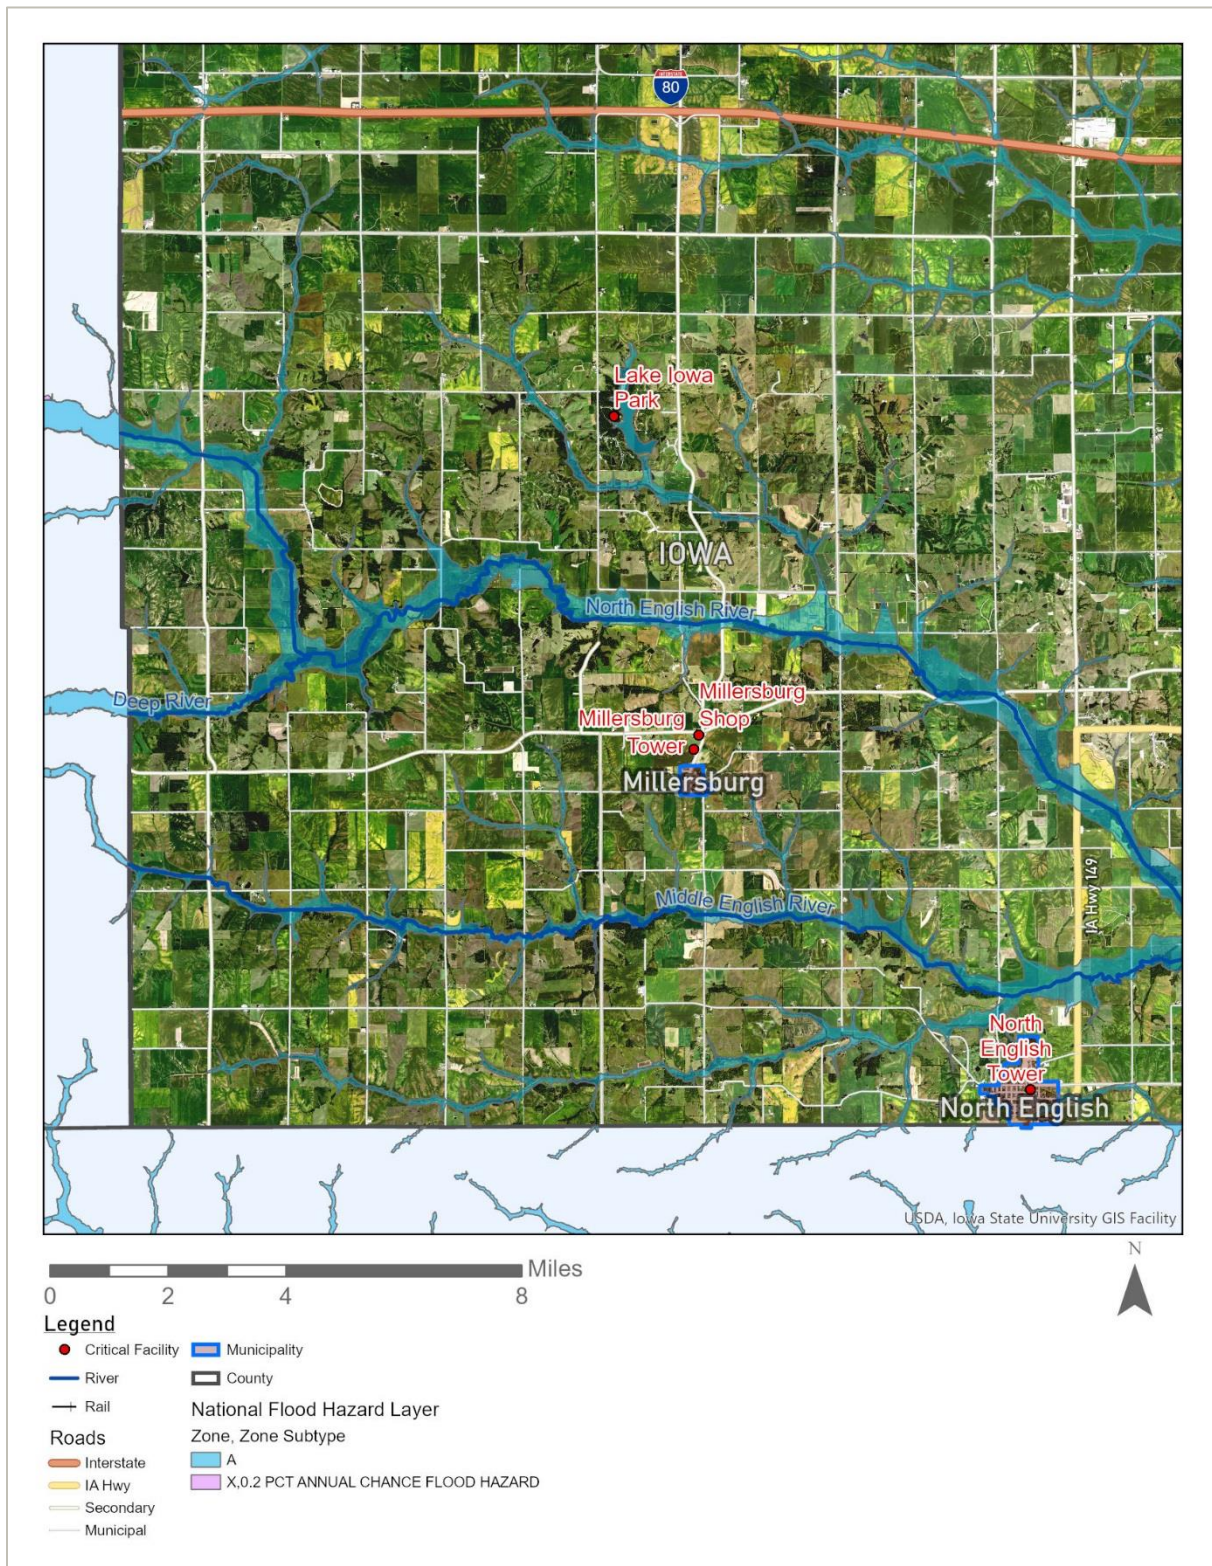 INTERSTATE
80
Lake Iowa
Park
IOWA
North English River
Deep River
Millersburg
Shop
Millersburg
Tower
Millersburg
IA Hwy 149
Middle English River
North
English
Tower
North English
USDA, Iowa State University GIS Facility
Miles
0 2 4 8
N
Legend
Critical Facility
River
Rail
Roads
Interstate
IA Hwy
Secondary
Municipal
Municipality
County
National Flood Hazard Layer
Zone, Zone Subtype
A
X,0.2 PCT ANNUAL CHANCE FLOOD HAZARD